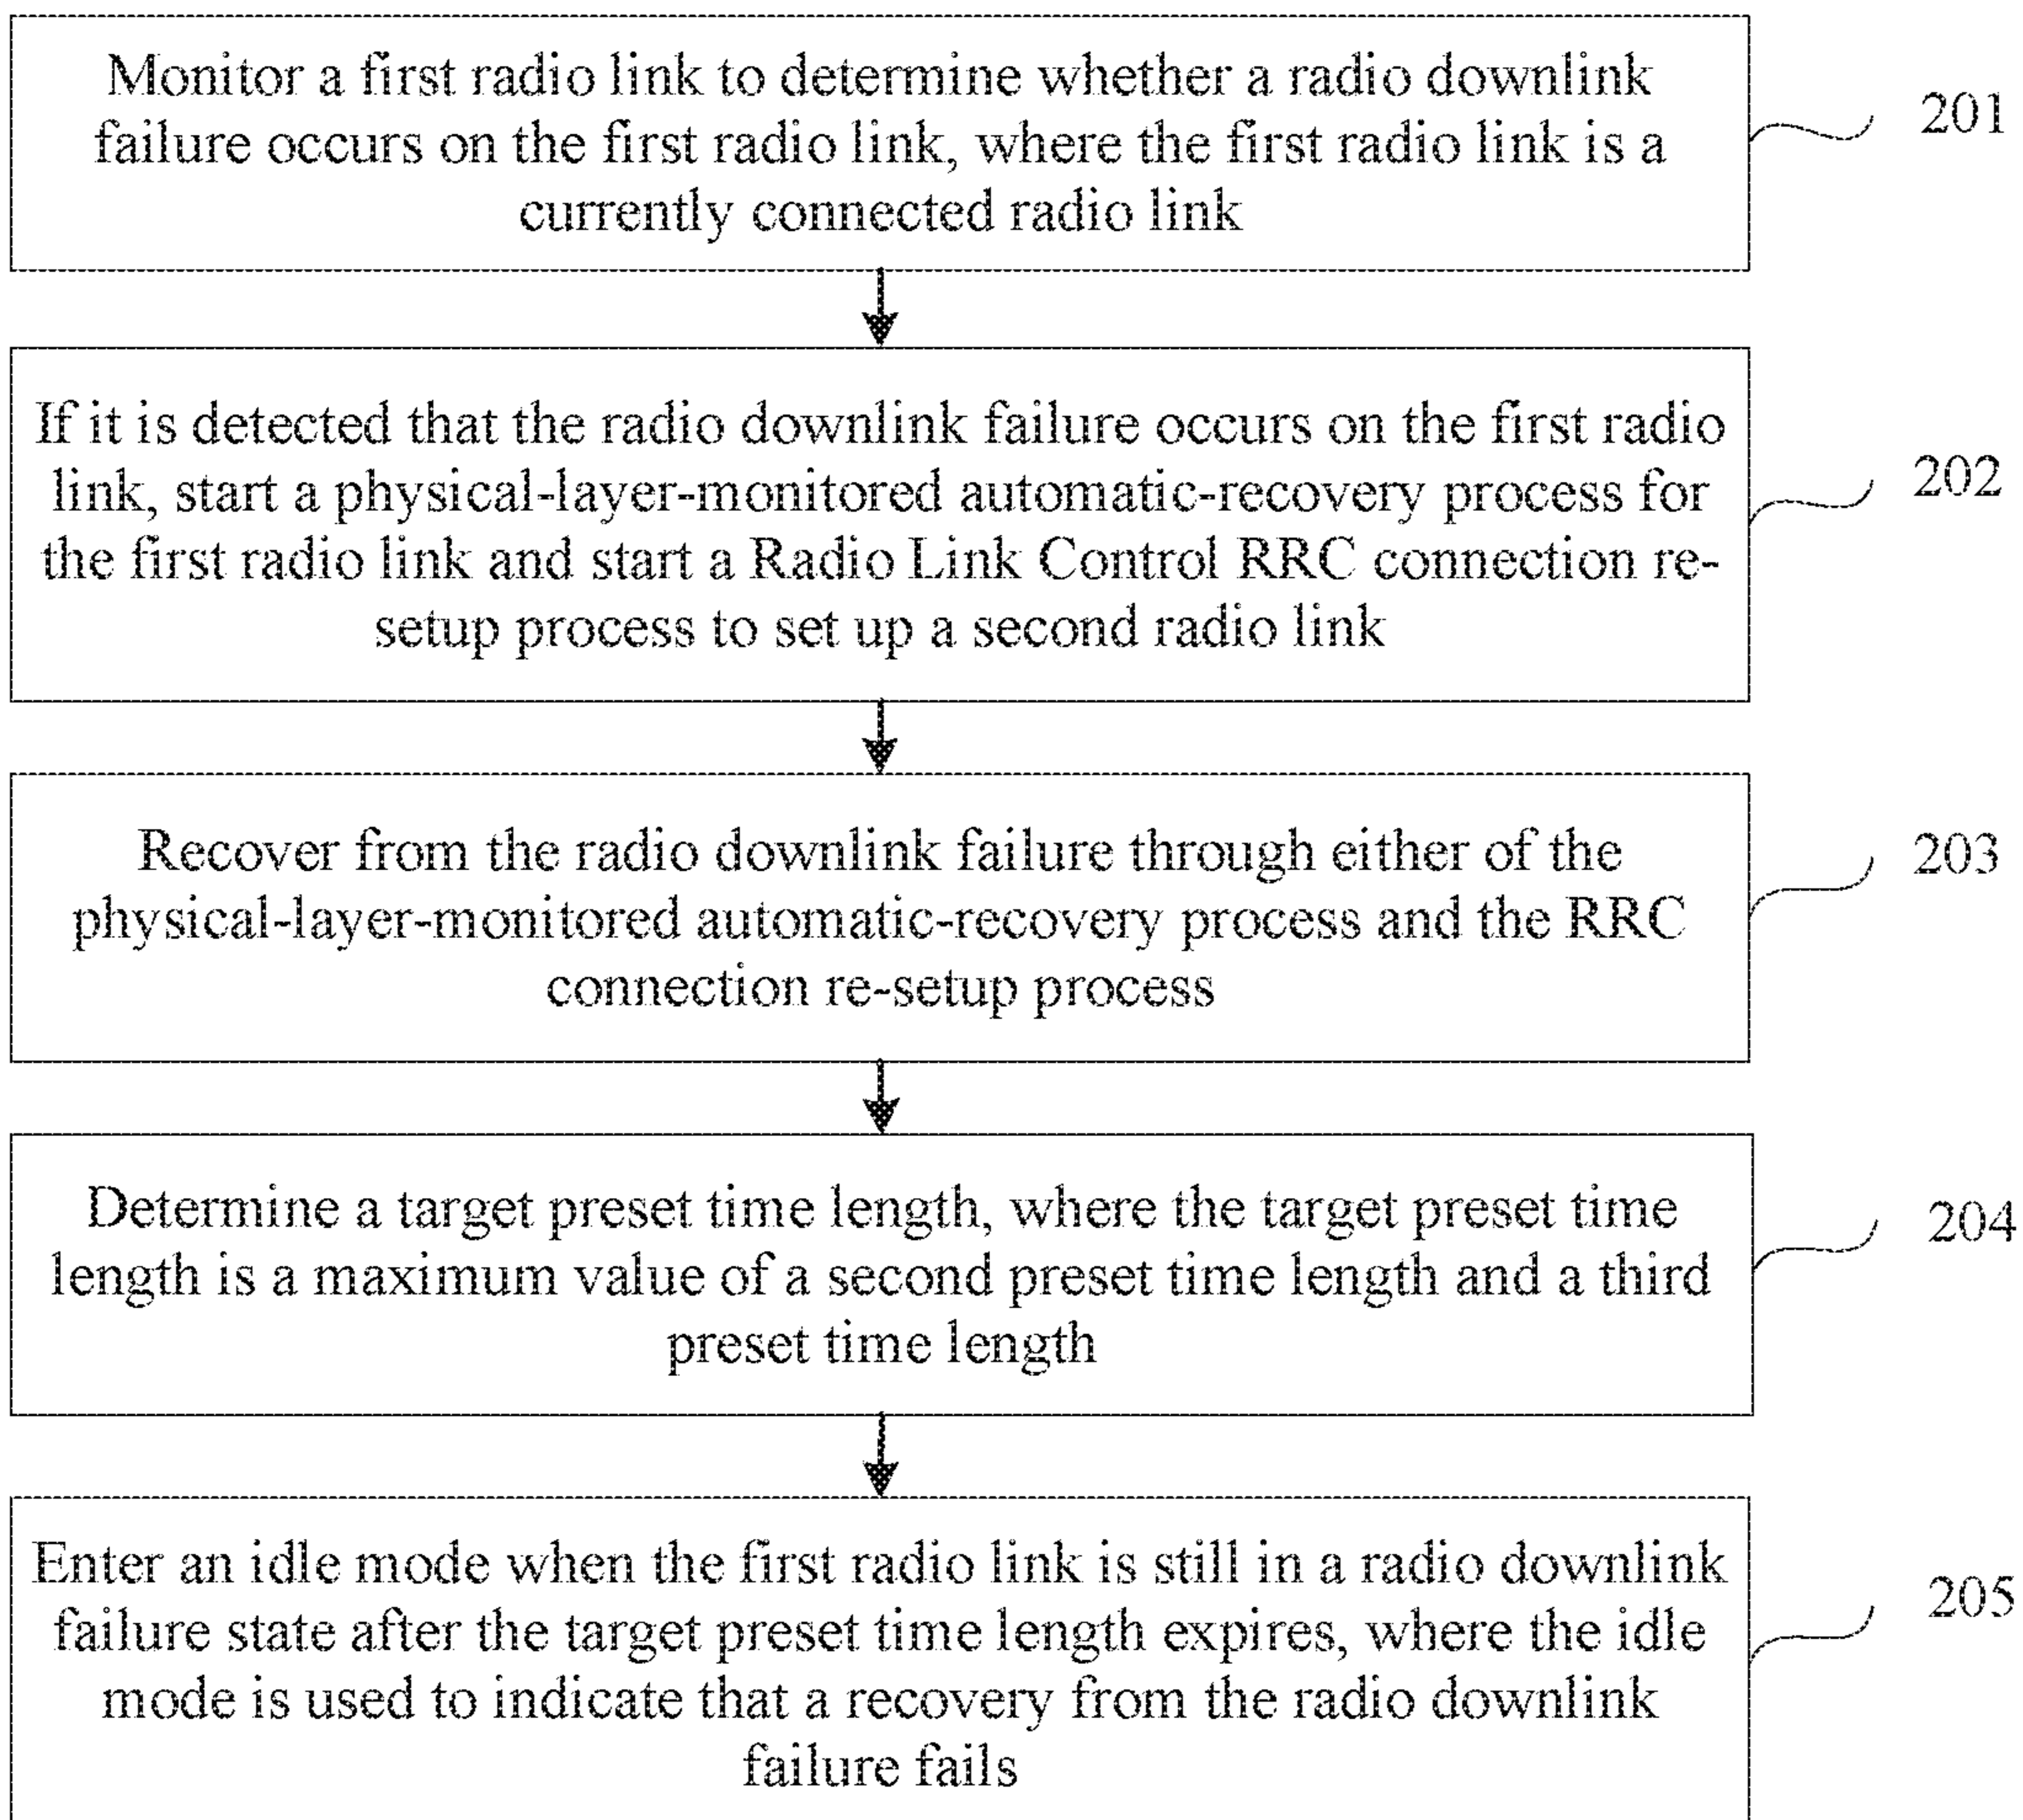 Monitor a first radio link to determine whether a radio downlink
failure occurs on the first radio link, where the first radio link is a
currently connected radio link
201
If it is detected that the radio downlink failure occurs on the first radio
link, start a physical-layer-monitored automatic-recovery process for
the first radio link and start a Radio Link Control RRC connection re-
setup process to set up a second radio link
202
Recover from the radio downlink failure through either of the
physical-layer-monitored automatic-recovery process and the RRC
connection re-setup process
203
Determine a target preset time length, where the target preset time
length is a maximum value of a second preset time length and a third
preset time length
204
Enter an idle mode when the first radio link is still in a radio downlink
failure state after the target preset time length expires, where the idle
mode is used to indicate that a recovery from the radio downlink
failure fails
205